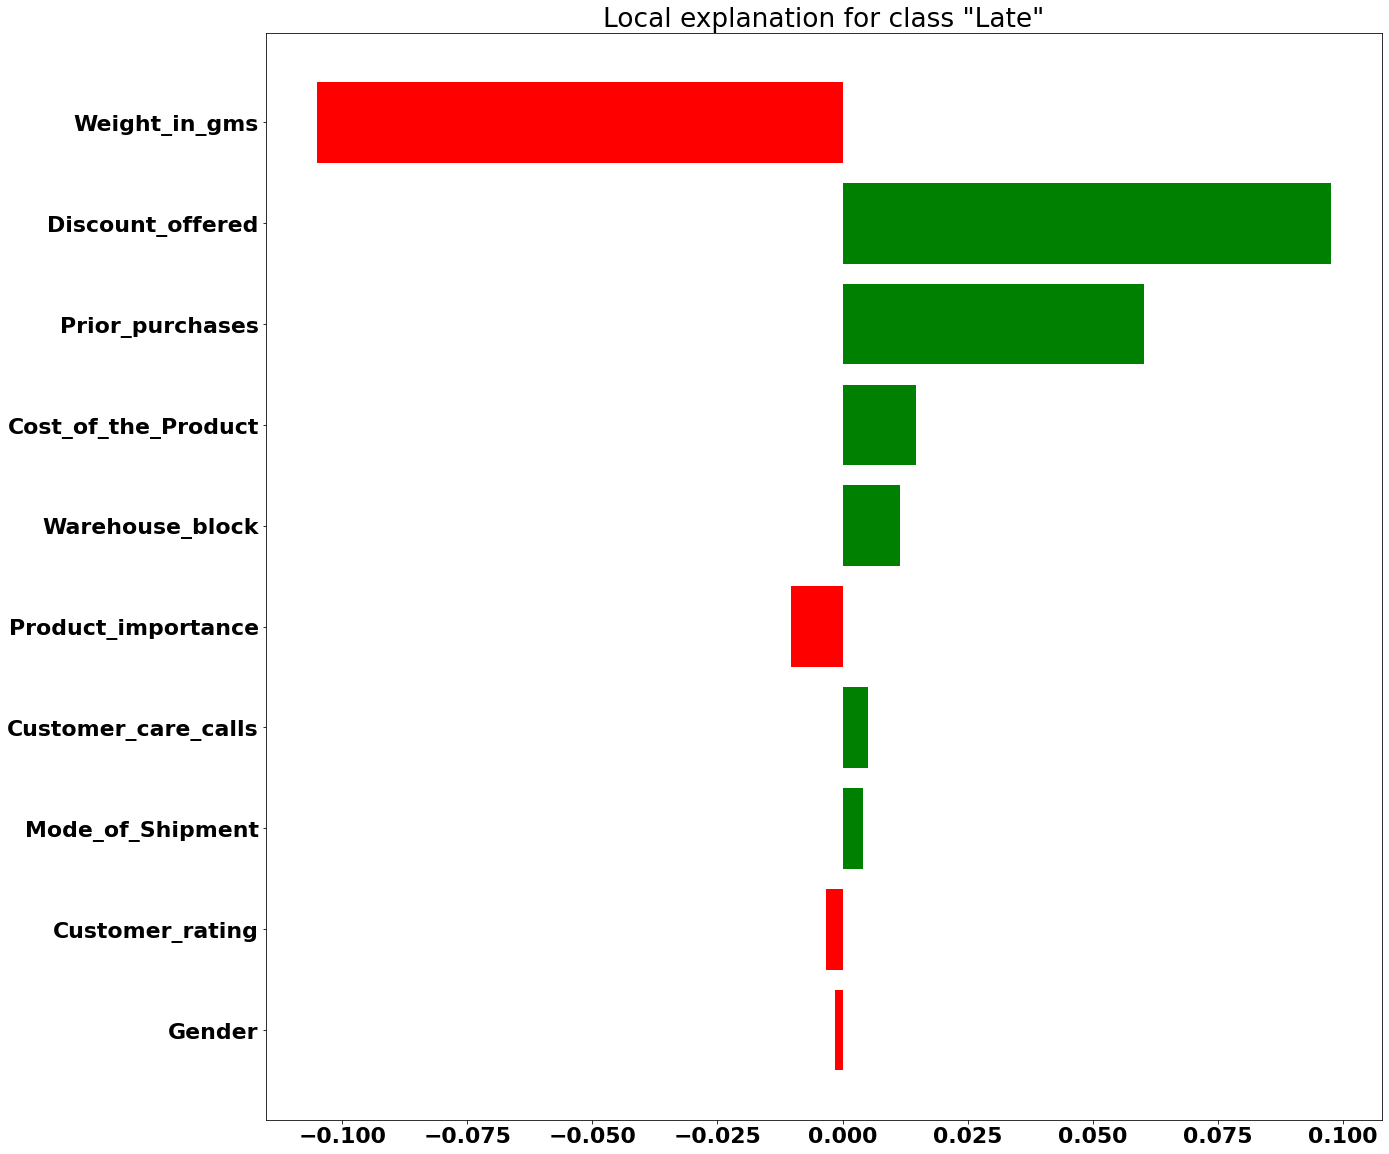 Local explanation for class "Late"
Weight_in_gms
Discount_offered
Prior_purchases
Cost_of_the_Product
Warehouse_block
Product_importance
Customer_care_calls
Mode_of_Shipment
Customer_rating
Gender
−0.100 −0.075 −0.050 −0.025 0.000 0.025 0.050 0.075 0.100